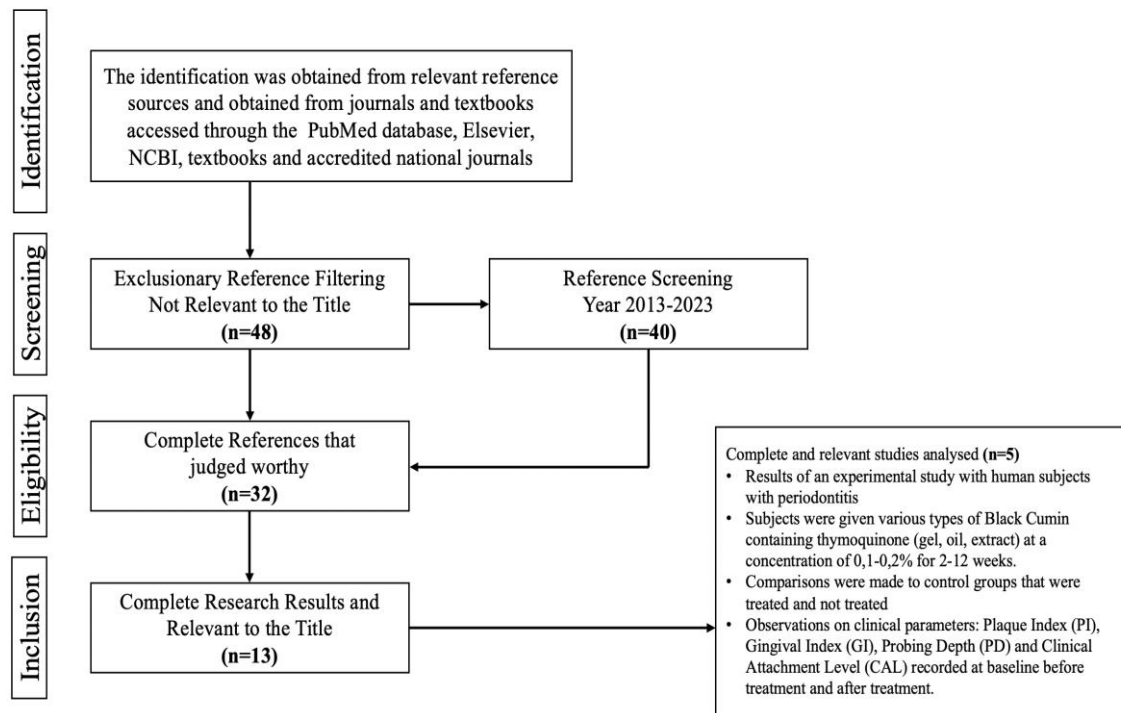 Identification
The identification was obtained from relevant reference
sources and obtained from journals and textbooks
accessed through the PubMed database, Elsevier,
NCBI, textbooks and accredited national journals
Screening
Exclusionary Reference Filtering
Not Relevant to the Title
(n=48)
Reference Screening
Year 2013-2023
(n=40)
Eligibility
Complete References that
judged worthy
(n=32)
Inclusion
Complete Research Results and
Relevant to the Title
(n=13)
Complete and relevant studies analysed (n=5)
• Results of an experimental study with human subjects
with periodontitis
• Subjects were given various types of Black Cumin
containing thymoquinone (gel, oil, extract) at a
concentration of 0,1-0,2% for 2-12 weeks.
• Comparisons were made to control groups that were
treated and not treated
• Observations on clinical parameters: Plaque Index (PI),
Gingival Index (GI), Probing Depth (PD) and Clinical
Attachment Level (CAL) recorded at baseline before
treatment and after treatment.